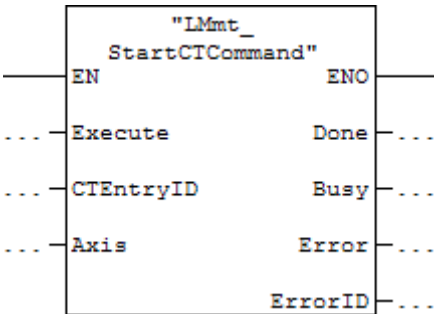 "LMmt_
StartCTCommand"
EN ENO
... Execute Done ...
... CTEntryID Busy ...
... Axis Error ...
ErrorID ...